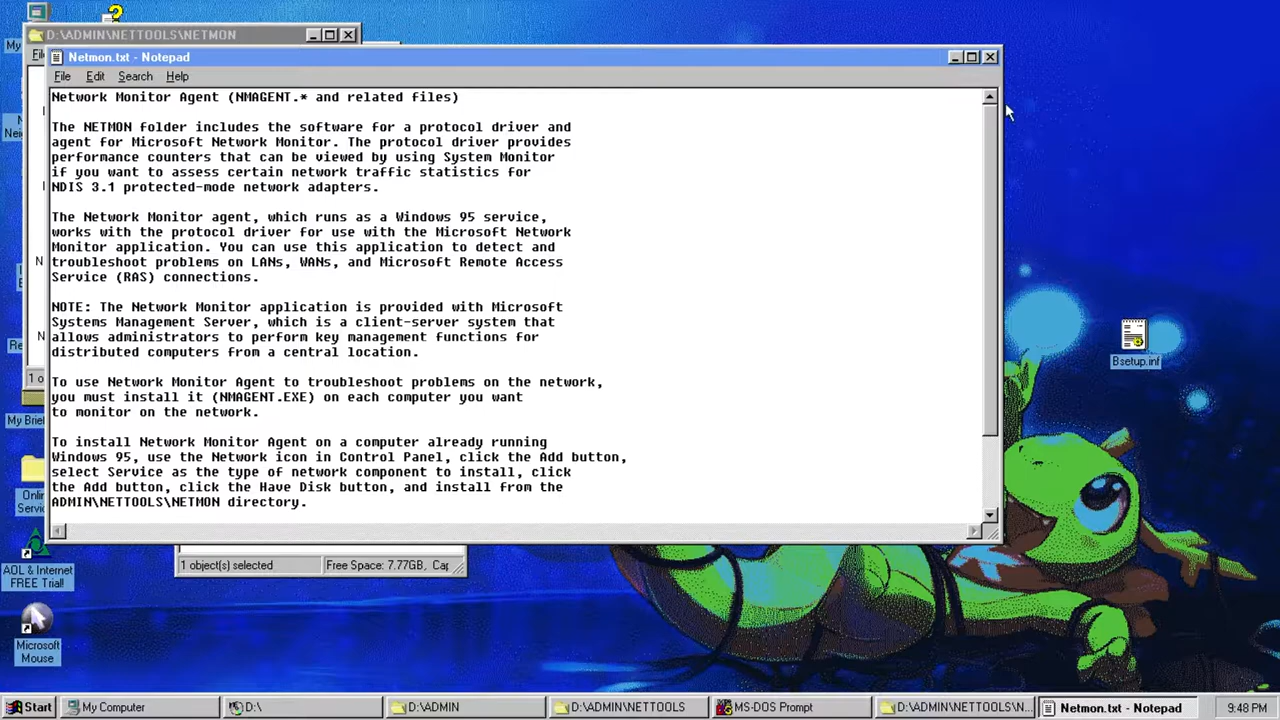 D:\ADMIN\NETTOOLS\NETMON
Netmon.txt - Notepad
File Edit Search Help
Network Monitor Agent (NMAGENT.* and related files)
The NETMON folder includes the software for a protocol driver and
agent for Microsoft Network Monitor. The protocol driver provides
performance counters that can be viewed by using System Monitor
if you want to assess certain network traffic statistics for
NDIS 3.1 protected-mode network adapters.
The Network Monitor agent, which runs as a Windows 95 service,
works with the protocol driver for use with the Microsoft Network
Monitor application. You can use this application to detect and
troubleshoot problems on LANs, WANs, and Microsoft Remote Access
Service (RAS) connections.
NOTE: The Network Monitor application is provided with Microsoft
Systems Management Server, which is a client-server system that
allows administrators to perform key management functions for
distributed computers from a central location.
To use Network Monitor Agent to troubleshoot problems on the network,
you must install it (NMAGENT.EXE) on each computer you want
to monitor on the network.
To install Network Monitor Agent on a computer already running
Windows 95, use the Network icon in Control Panel, click the Add button,
select Service as the type of network component to install, click
the Add button, click the Have Disk button, and install from the
ADMIN\NETTOOLS\NETMON directory.
1 object(s) selected
Free Space: 7.77GB, Cap
My
Nei
Re
1 o
My Brie
Onlin
Servic
AOL & Internet
FREE Trial!
Microsoft
Mouse
Bsetup.inf
Start
My Computer
D:\
D:\ADMIN
D:\ADMIN\NETTOOLS
MS-DOS Prompt
D:\ADMIN\NETTOOLS\N...
Netmon.txt - Notepad
9:48 PM